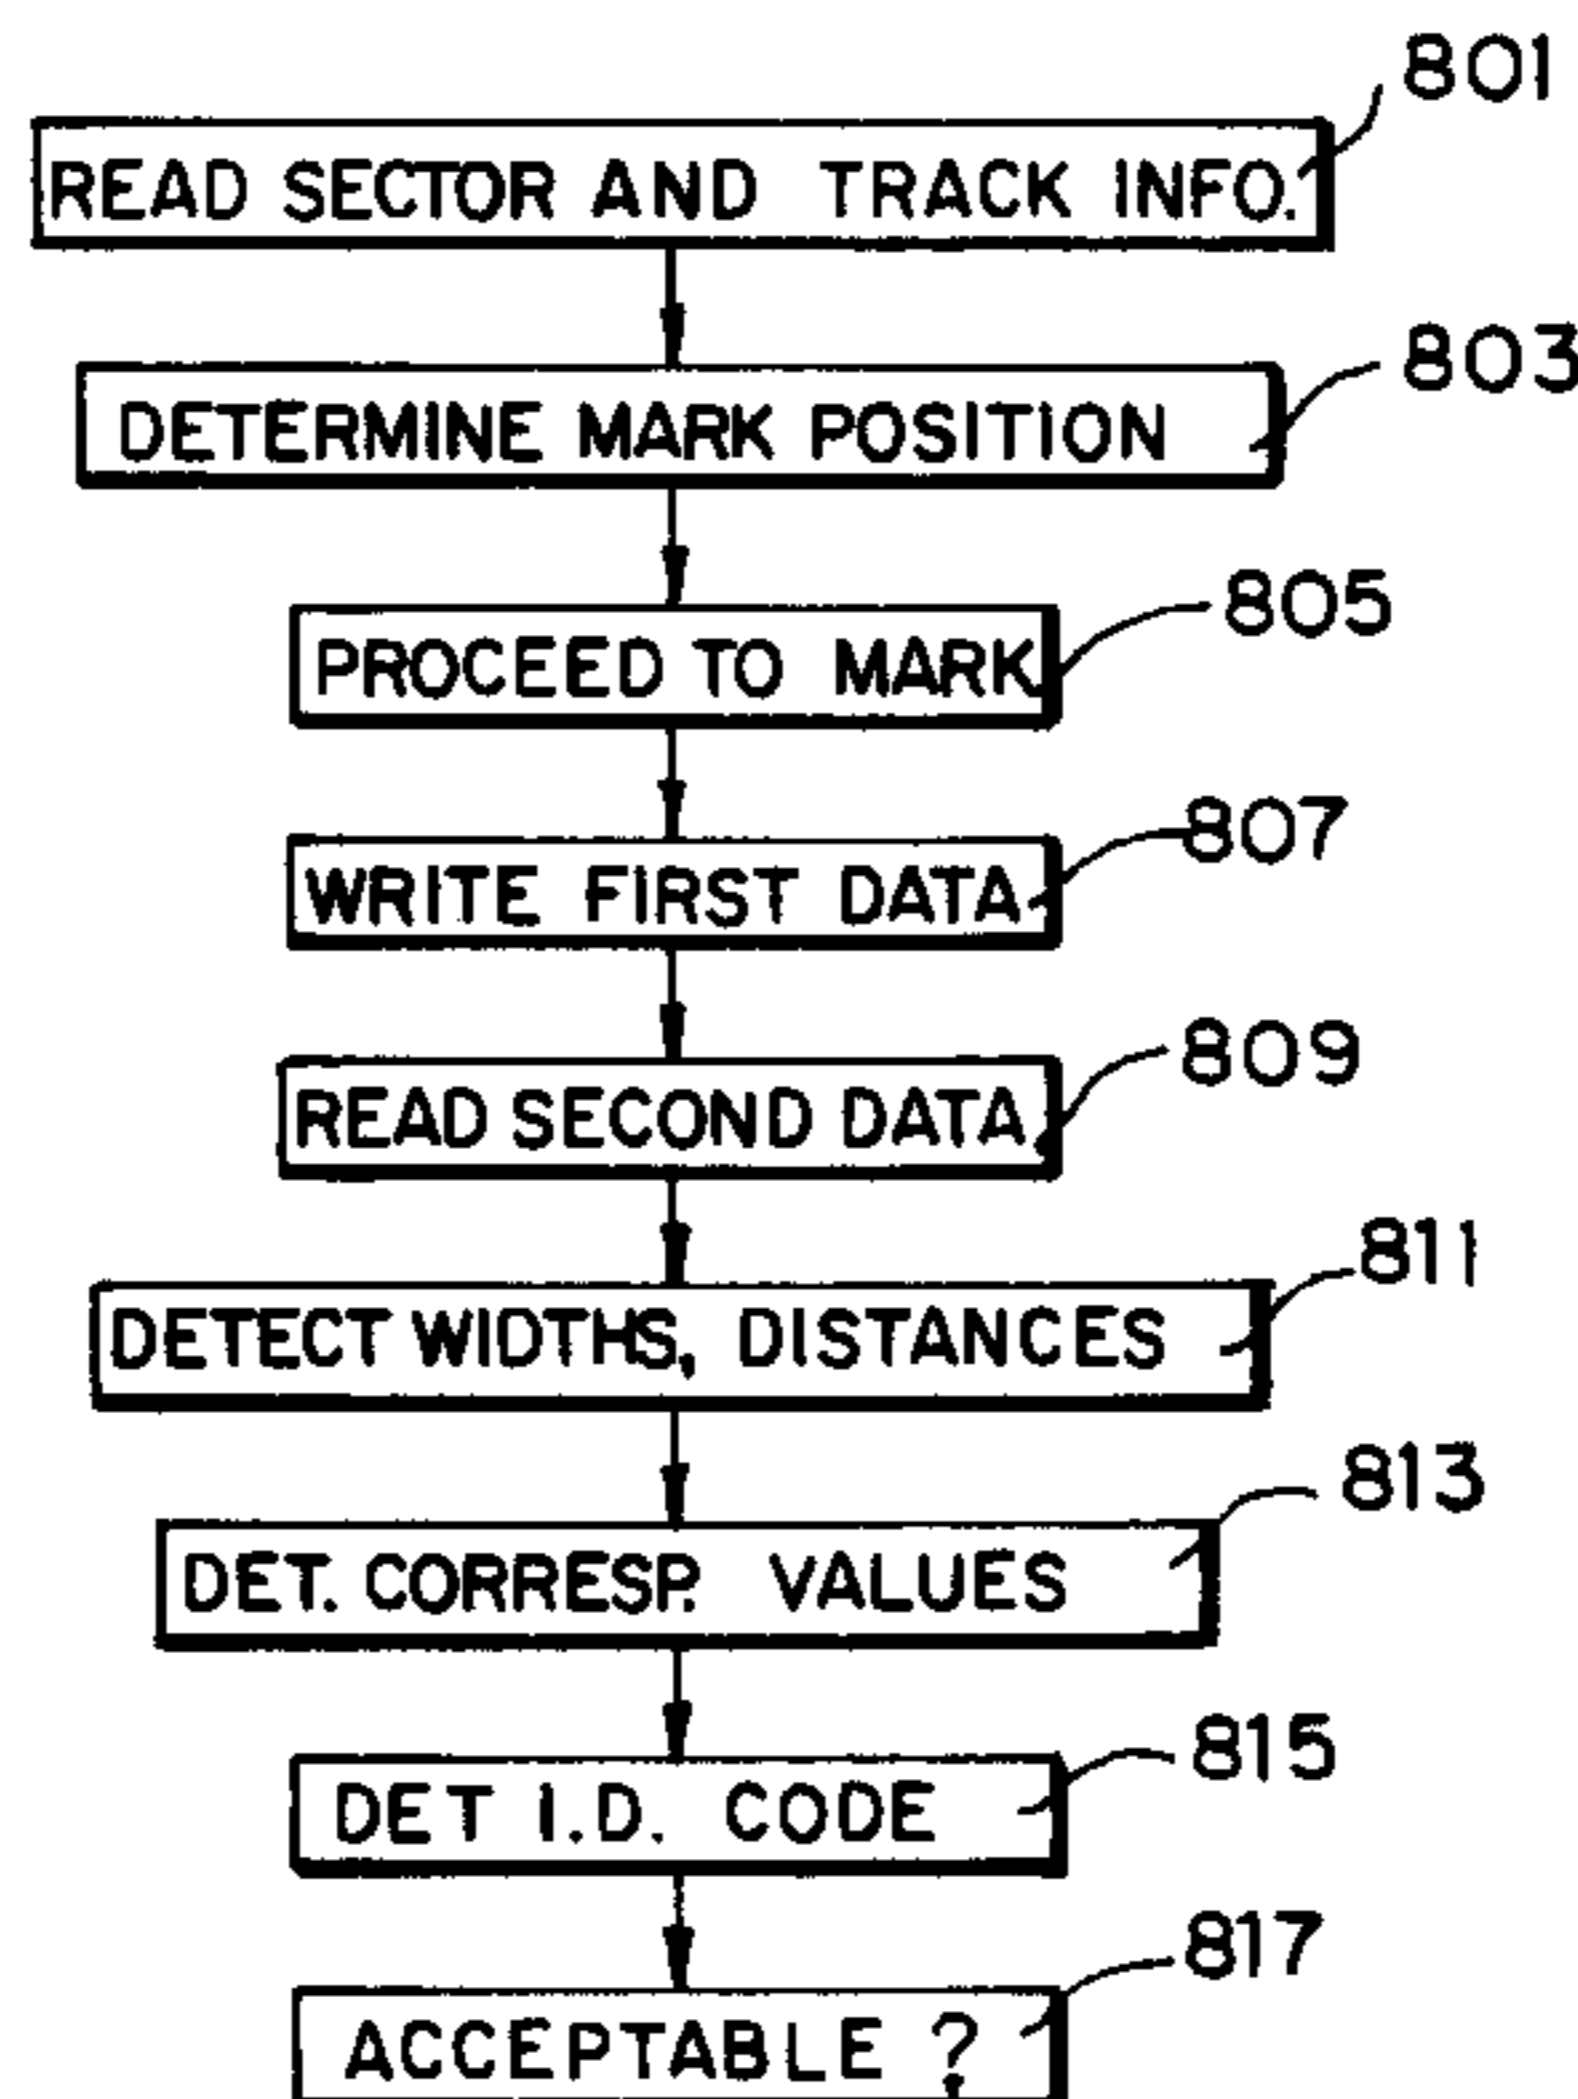 801
READ SECTOR AND TRACK INFO.
803
DETERMINE MARK POSITION
805
PROCEED TO MARK
807
WRITE FIRST DATA
809
READ SECOND DATA
811
DETECT WIDTHS, DISTANCES
813
DET. CORRESP. VALUES
815
DET I.D. CODE
817
ACCEPTABLE ?